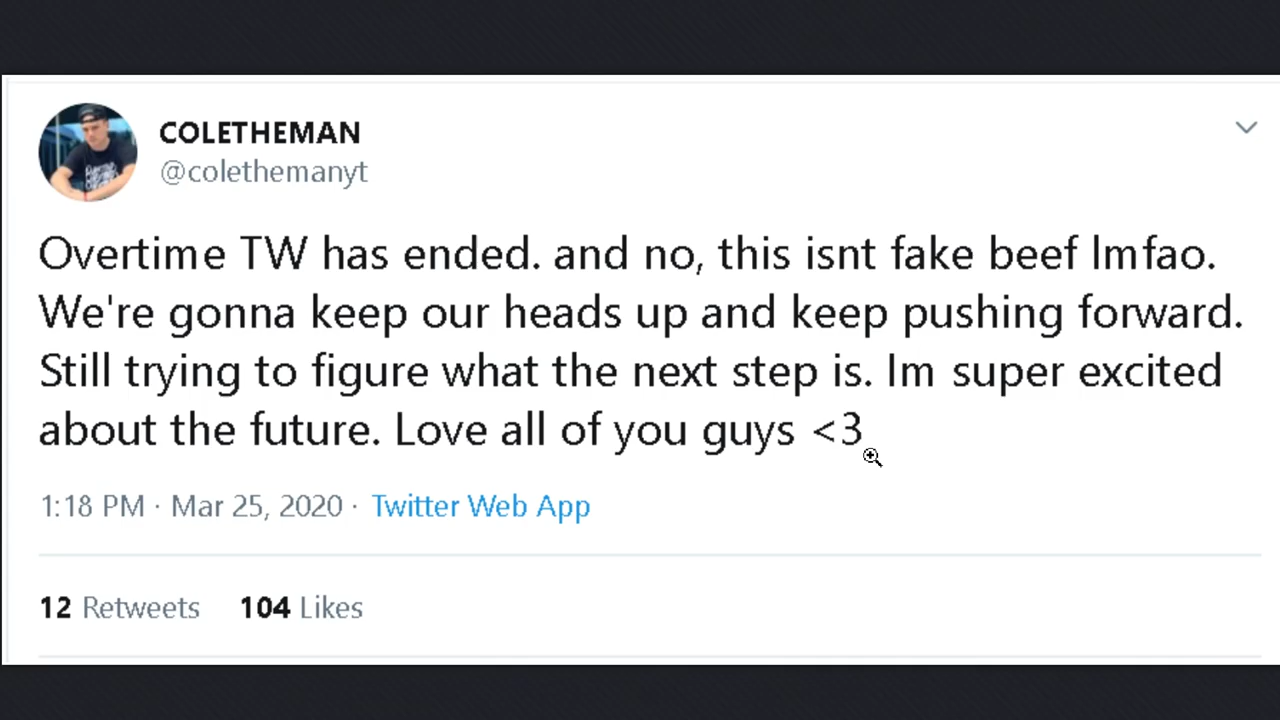 COLETHEMAN
@colethemanyt
Overtime TW has ended. and no, this isnt fake beef lmfao.
We're gonna keep our heads up and keep pushing forward.
Still trying to figure what the next step is. Im super excited
about the future. Love all of you guys <3
1:18 PM · Mar 25, 2020 · Twitter Web App
12 Retweets 104 Likes